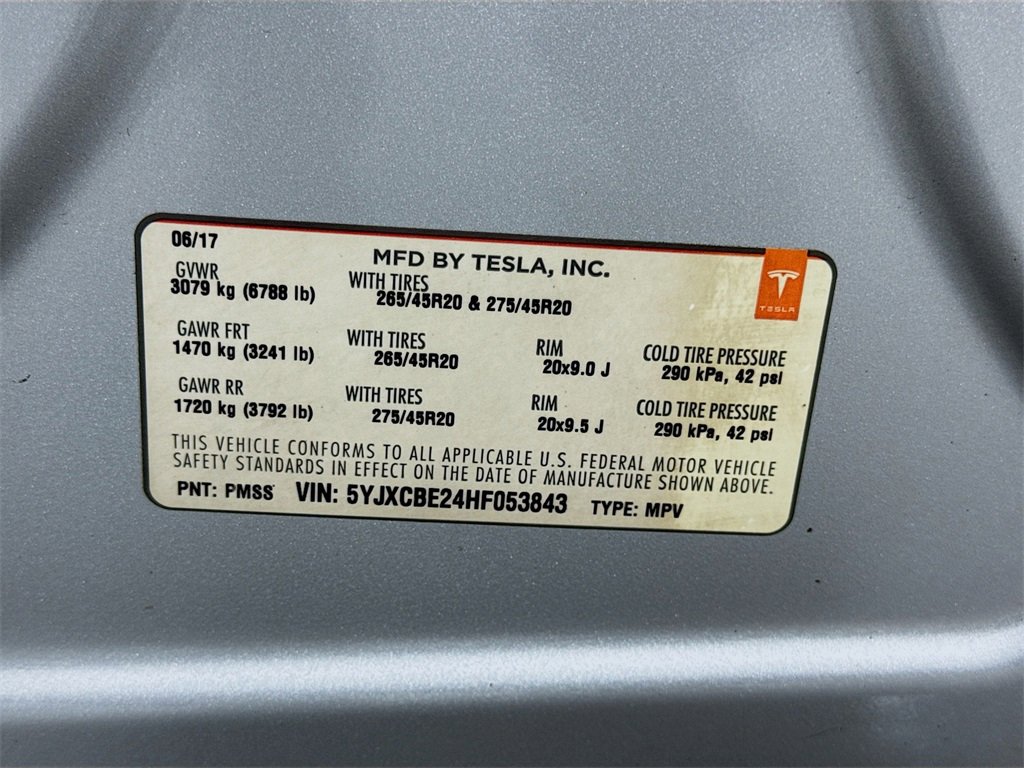 06/17
MFD BY TESLA, INC.
TESLA
GVWR
3079 kg (6788 lb)
WITH TIRES
265/45R20 & 275/45R20
GAWR FRT
1470 kg (3241 lb)
WITH TIRES
265/45R20
RIM
20x9.0 J
COLD TIRE PRESSURE
290 kPa, 42 psi
GAWR RR
1720 kg (3792 lb)
WITH TIRES
275/45R20
RIM
20x9.5 J
COLD TIRE PRESSURE
290 kPa, 42 psi
THIS VEHICLE CONFORMS TO ALL APPLICABLE U.S. FEDERAL MOTOR VEHICLE
SAFETY STANDARDS IN EFFECT ON THE DATE OF MANUFACTURE SHOWN ABOVE.
PNT: PMSS VIN: 5YJXCBE24HF053843 TYPE: MPV